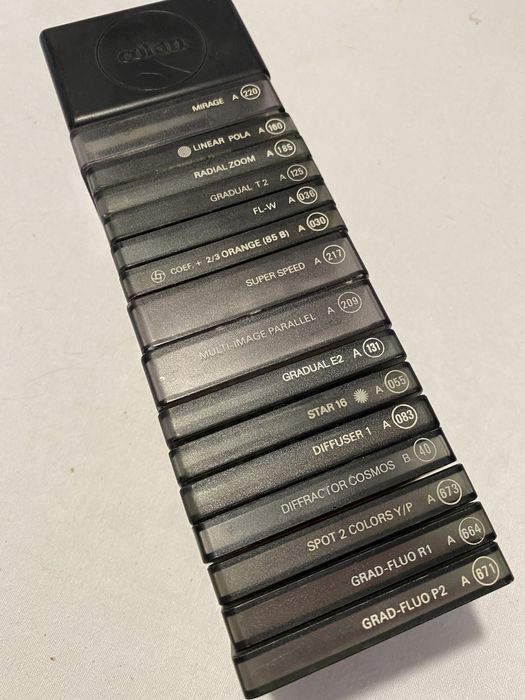 cokin
MIRAGE A 220
LINEAR POLA A 160
RADIAL ZOOM A 185
GRADUAL T 2 A 125
FL-W A 036
COEF. + 2/3 ORANGE (85 B) A 030
SUPER SPEED A 217
MULTI-IMAGE PARALLEL A 209
GRADUAL E2 A 131
STAR 16 A 055
DIFFUSER 1 A 083
DIFFRACTOR COSMOS B. 40
SPOT 2 COLORS Y/P A 673
GRAD-FLUO R1 A 664
GRAD-FLUO P2 A 671